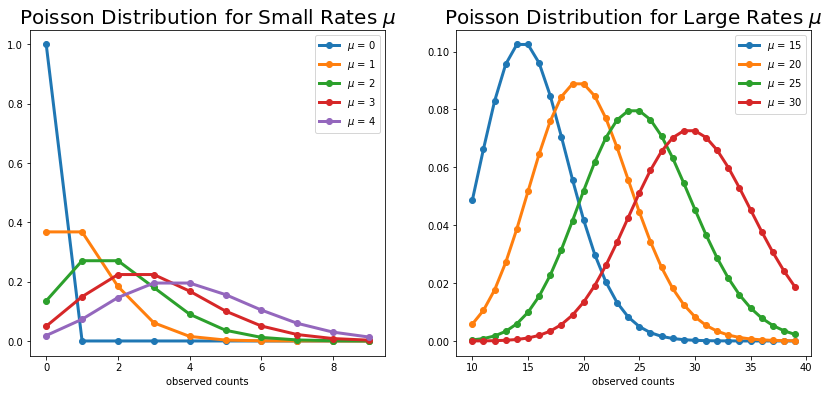 Poisson Distribution for Small Rates μ
1.0
0.8
0.6
0.4
0.2
0.0
0
2
4
6
8
observed counts
μ = 0
μ = 1
μ = 2
μ = 3
μ = 4
Poisson Distribution for Large Rates μ
0.10
0.08
0.06
0.04
0.02
0.00
10
15
20
25
30
35
40
observed counts
μ = 15
μ = 20
μ = 25
μ = 30